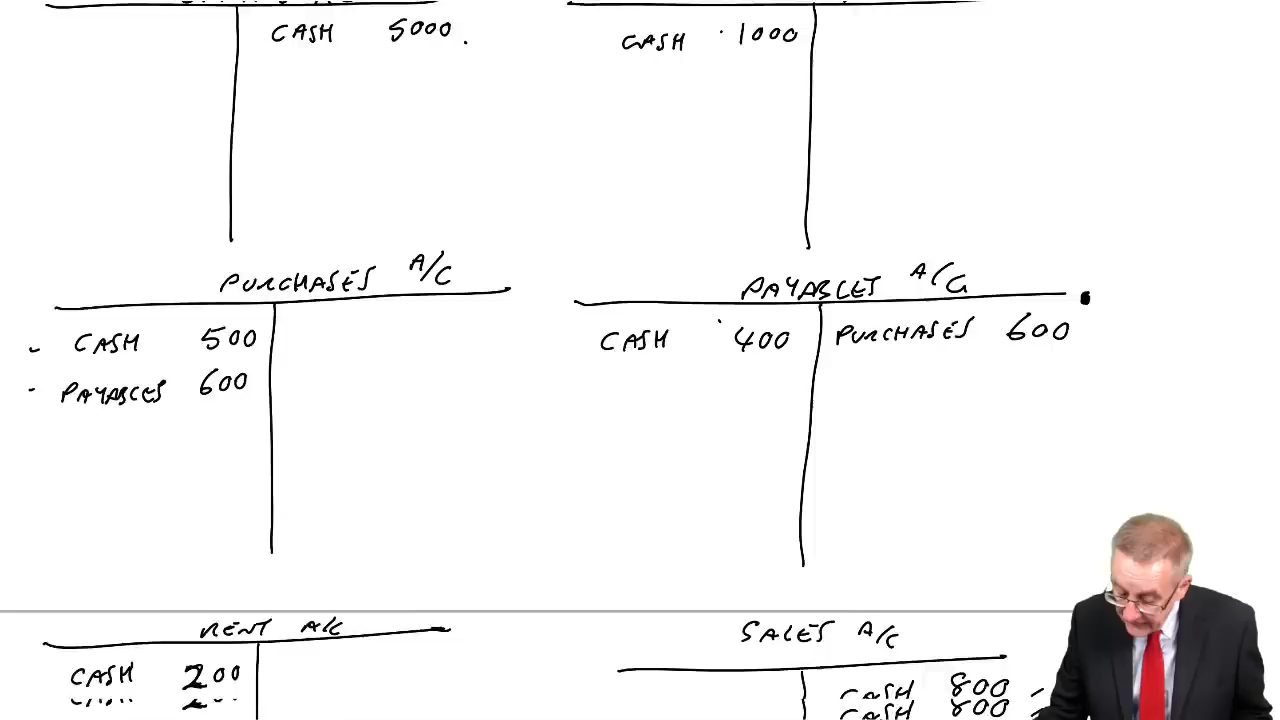 CASH 5000
CASH 1000
PURCHASES A/C
CASH 500
PAYABLES 600
PAYABLES A/C
CASH 400
PURCHASES 600
RENT A/C
CASH 200
SALES A/C
CASH 800
CASH 800